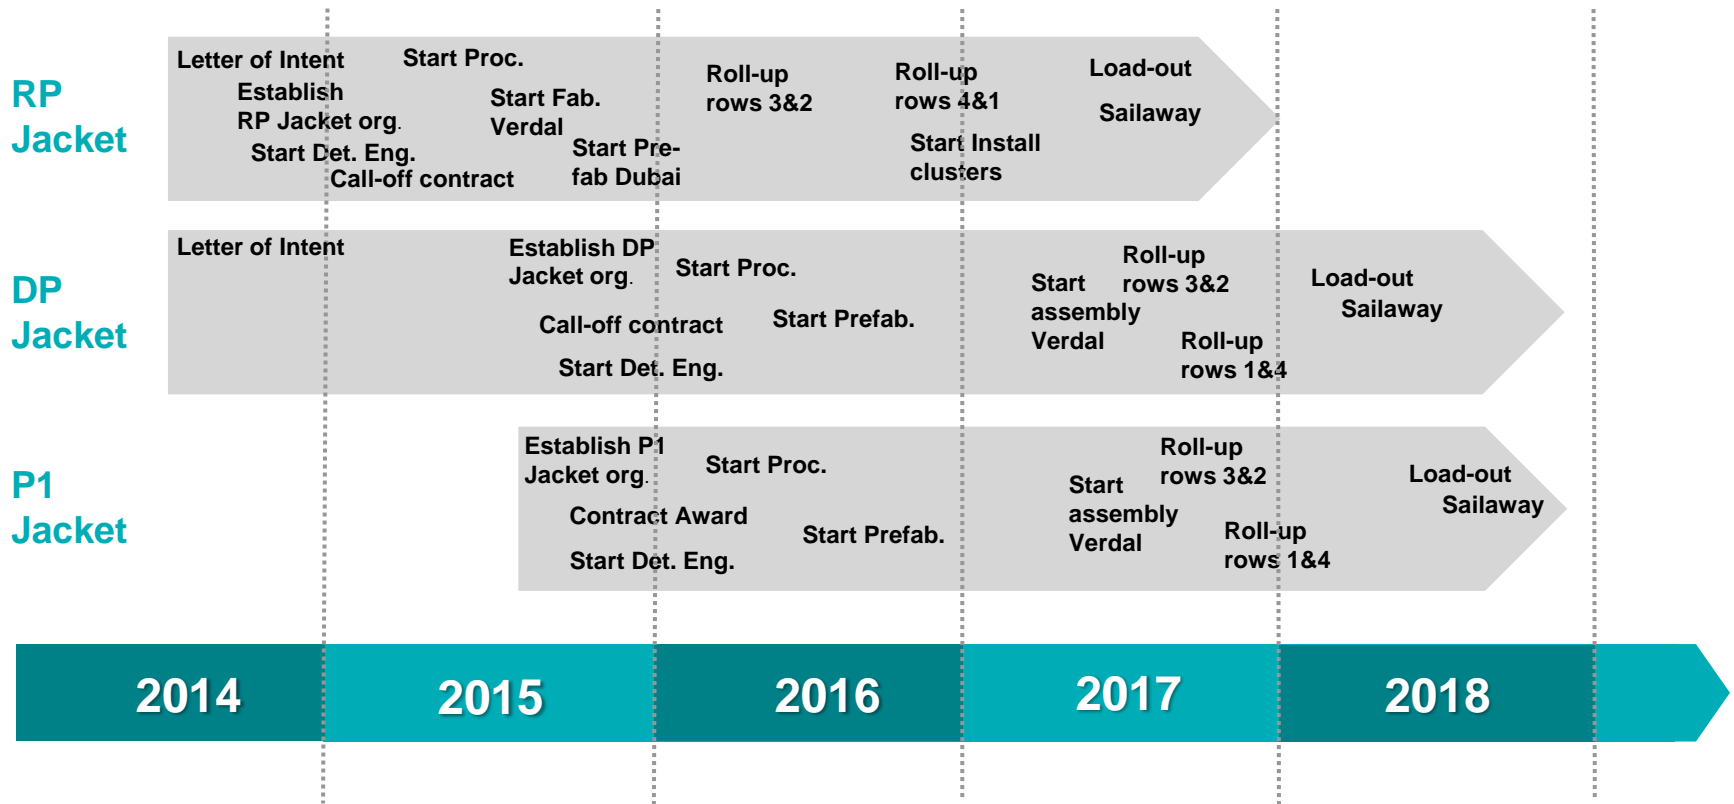 RP
Jacket
Letter of Intent
Establish
RP Jacket org.
Start Det. Eng.
Call-off contract
Start Proc.
Start Fab.
Verdal
Start Pre-
fab Dubai
Roll-up
rows 3&2
Roll-up
rows 4&1
Start Install
clusters
Load-out
Sailaway
DP
Jacket
Letter of Intent
Establish DP
Jacket org.
Call-off contract
Start Det. Eng.
Start Proc.
Start Prefab.
Start
assembly
Verdal
Roll-up
rows 3&2
Roll-up
rows 1&4
Load-out
Sailaway
P1
Jacket
Establish P1
Jacket org.
Contract Award
Start Det. Eng.
Start Proc.
Start Prefab.
Start
assembly
Verdal
Roll-up
rows 3&2
Roll-up
rows 1&4
Load-out
Sailaway
2014
2015
2016
2017
2018